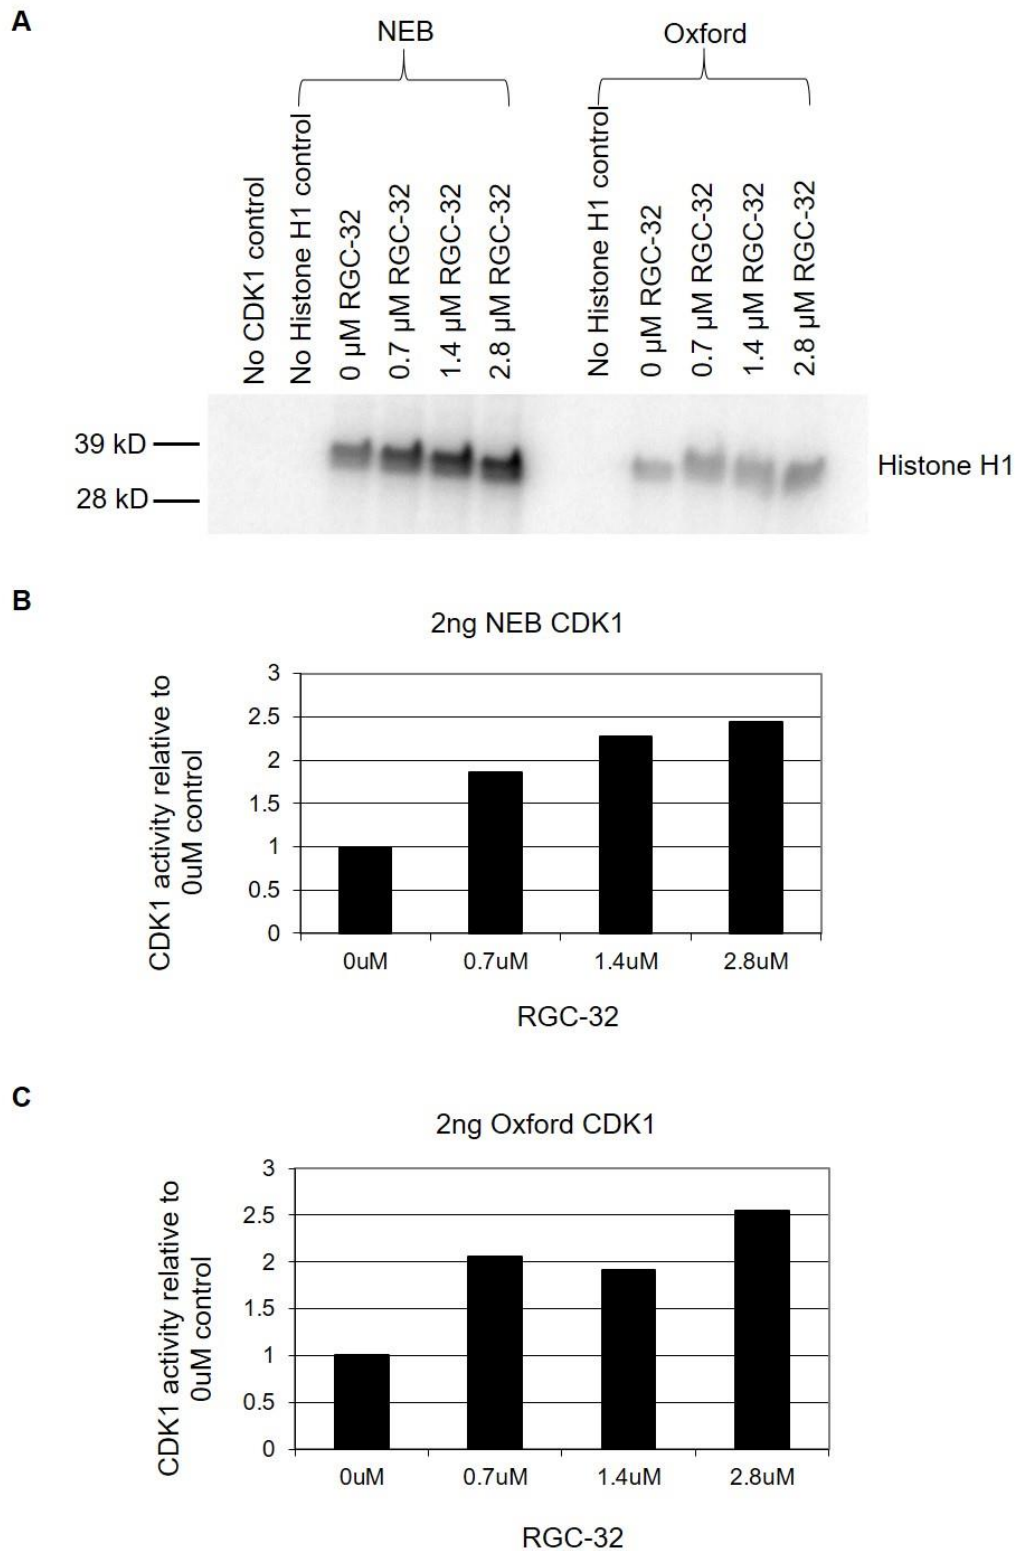 A
NEB
Oxford
No CDK1 control
No Histone H1 control
0 µM RGC-32
0.7 µM RGC-32
1.4 µM RGC-32
2.8 µM RGC-32
No Histone H1 control
0 µM RGC-32
0.7 µM RGC-32
1.4 µM RGC-32
2.8 µM RGC-32
39 kD
28 kD
Histone H1
B
2ng NEB CDK1
CDK1 activity relative to
0uM control
3
2.5
2
1.5
1
0.5
0
0uM 0.7uM 1.4uM 2.8uM
RGC-32
C
2ng Oxford CDK1
CDK1 activity relative to
0uM control
3
2.5
2
1.5
1
0.5
0
0uM 0.7uM 1.4uM 2.8uM
RGC-32